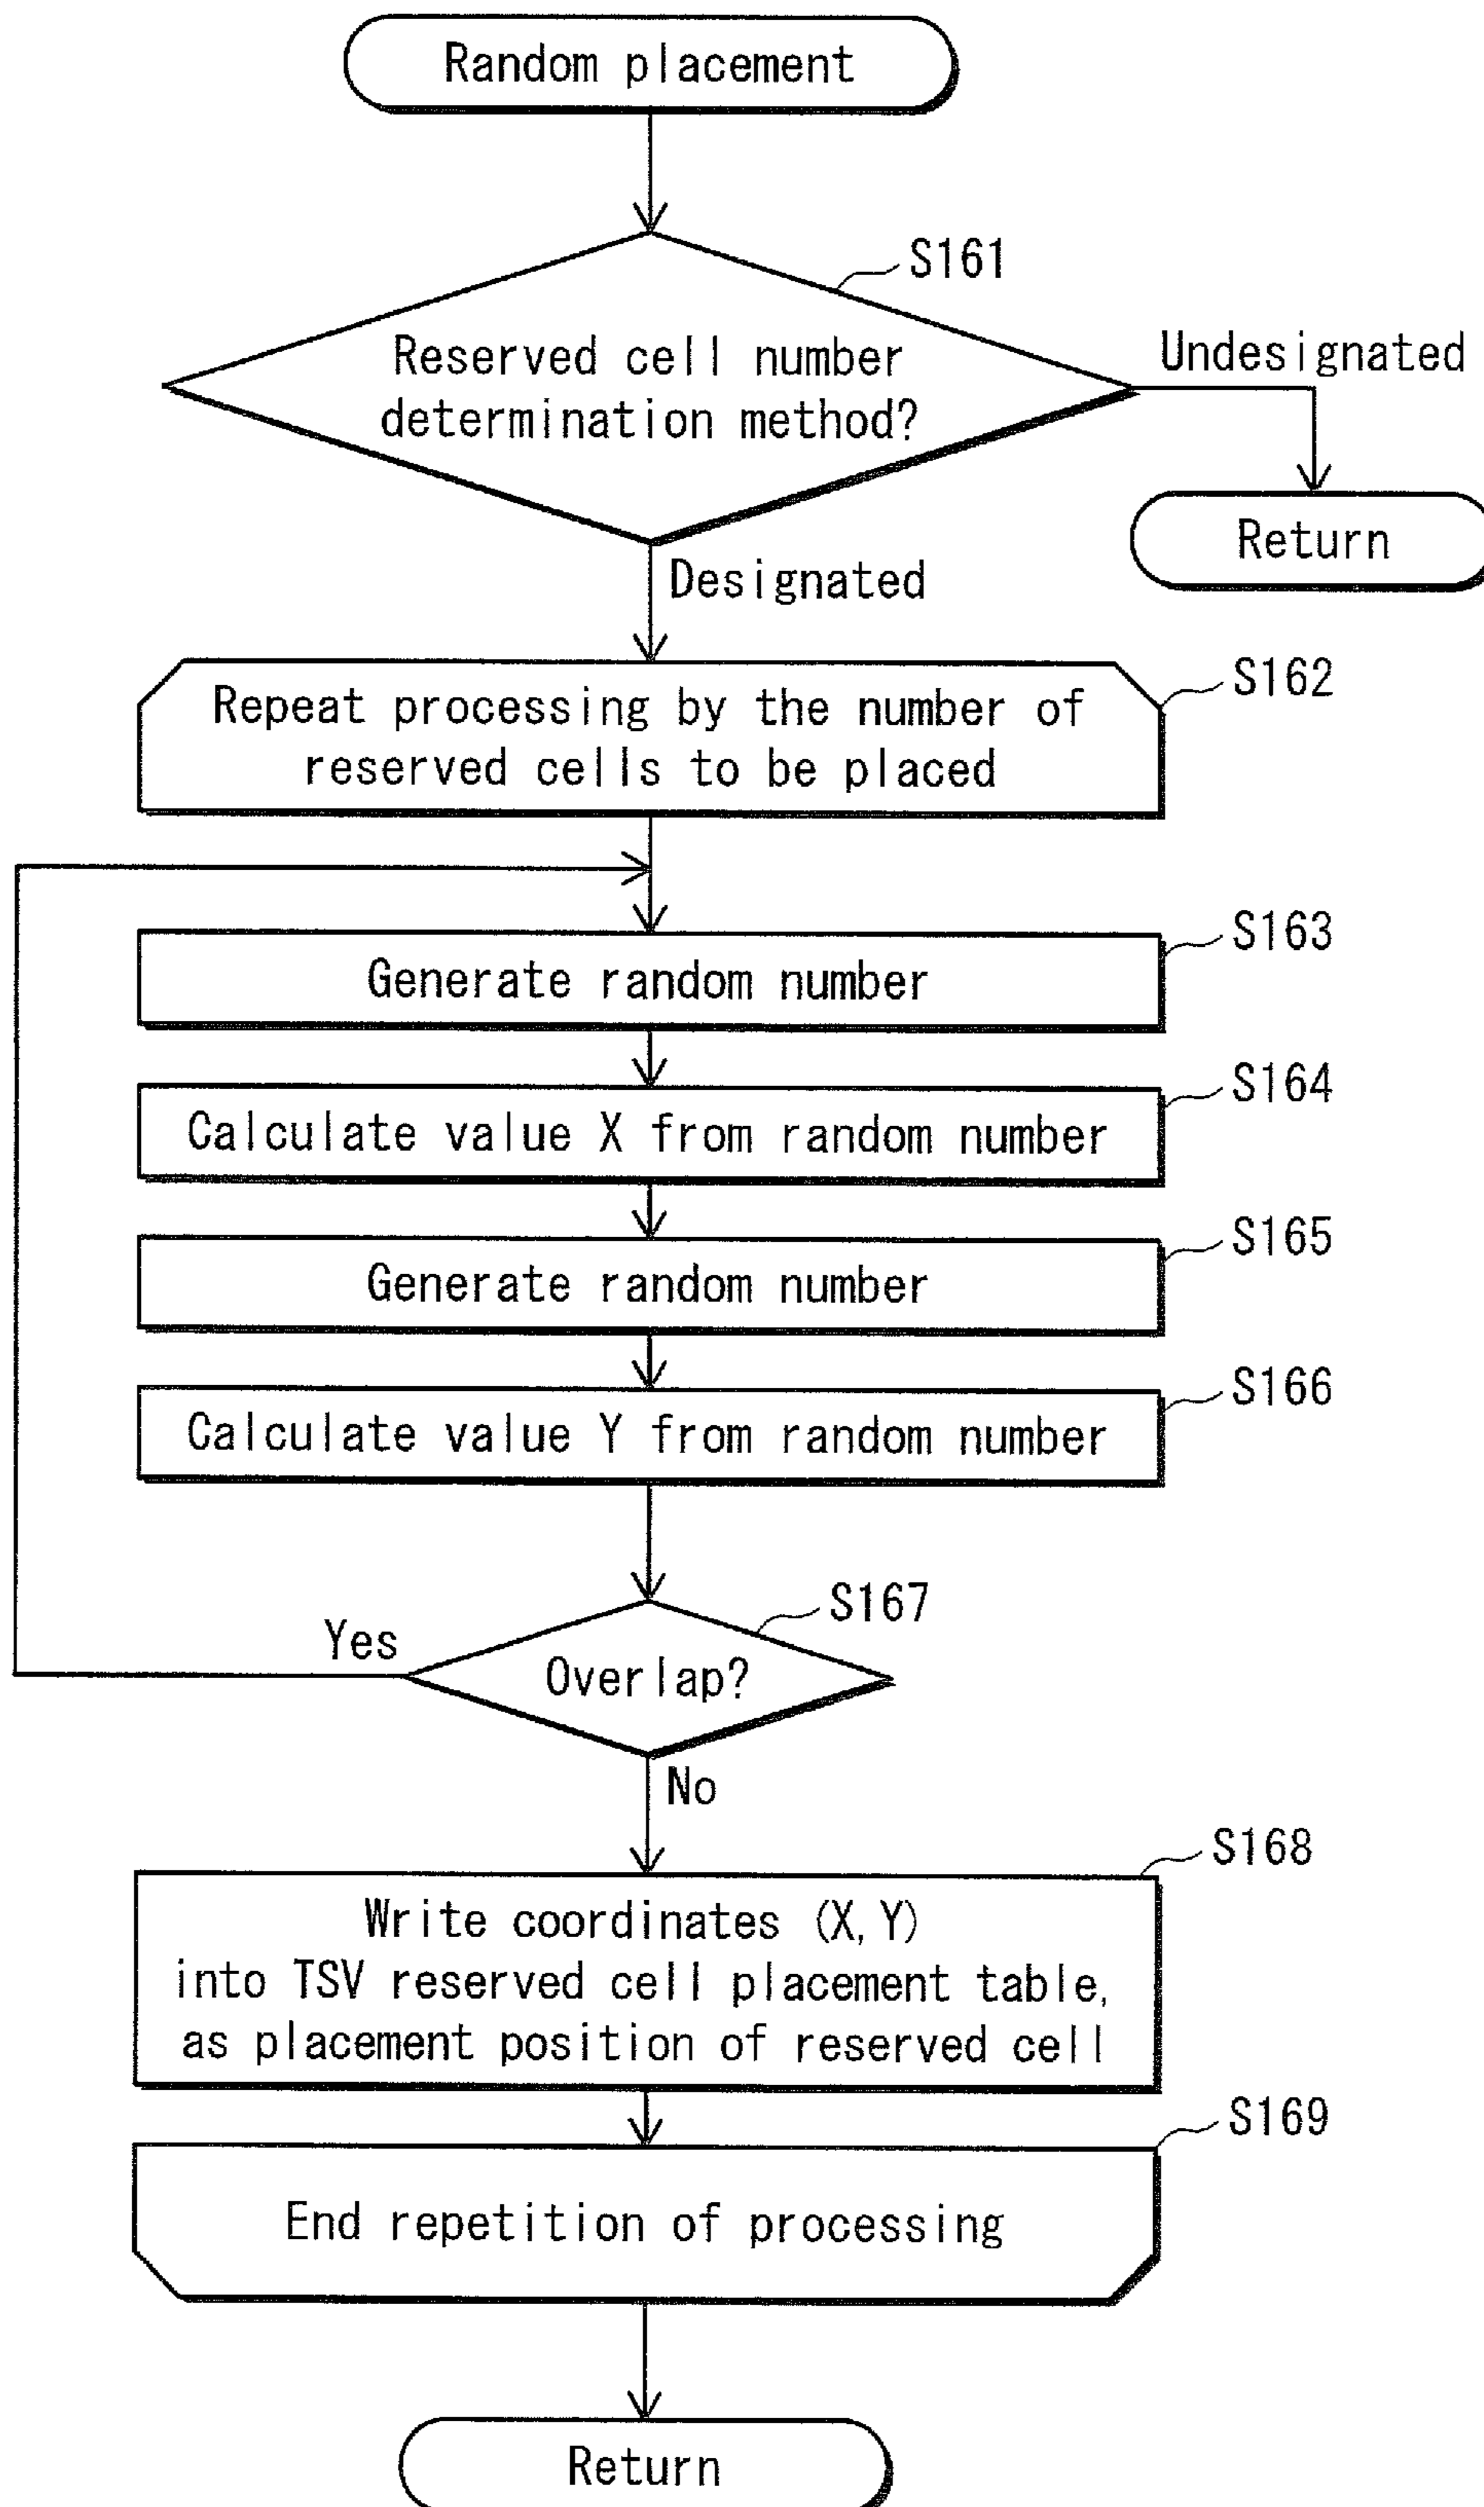 Random placement
S161
Reserved cell number
determination method?
Undesignated
Return
Designated
S162
Repeat processing by the number of
reserved cells to be placed
S163
Generate random number
S164
Calculate value X from random number
S165
Generate random number
S166
Calculate value Y from random number
S167
Yes
Overlap?
No
S168
Write coordinates (X, Y)
into TSV reserved cell placement table,
as placement position of reserved cell
S169
End repetition of processing
Return